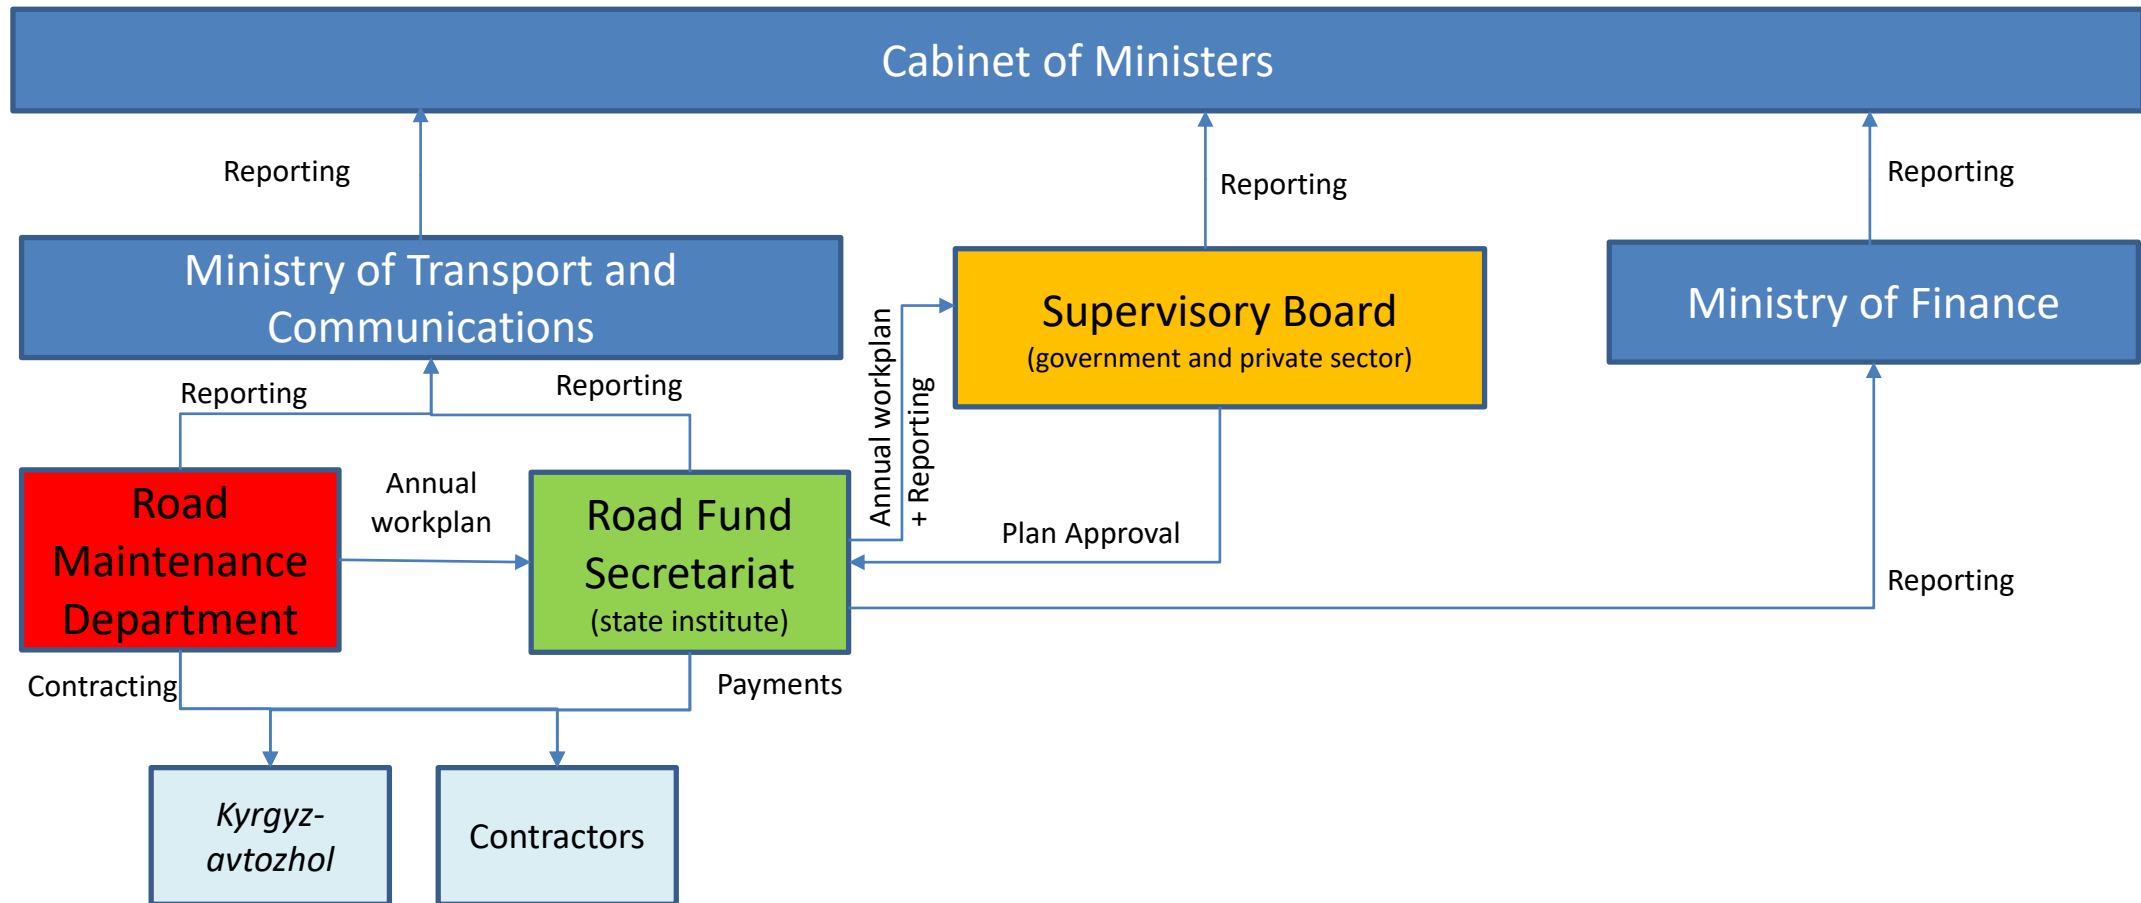 Cabinet of Ministers
Reporting
Reporting
Reporting
Ministry of Transport and
Communications
Supervisory Board
(government and private sector)
Ministry of Finance
Reporting
Reporting
Annual workplan
+ Reporting
Road
Maintenance
Department
Annual
workplan
Road Fund
Secretariat
(state institute)
Plan Approval
Reporting
Contracting
Payments
Kyrgyz-
avtozhol
Contractors